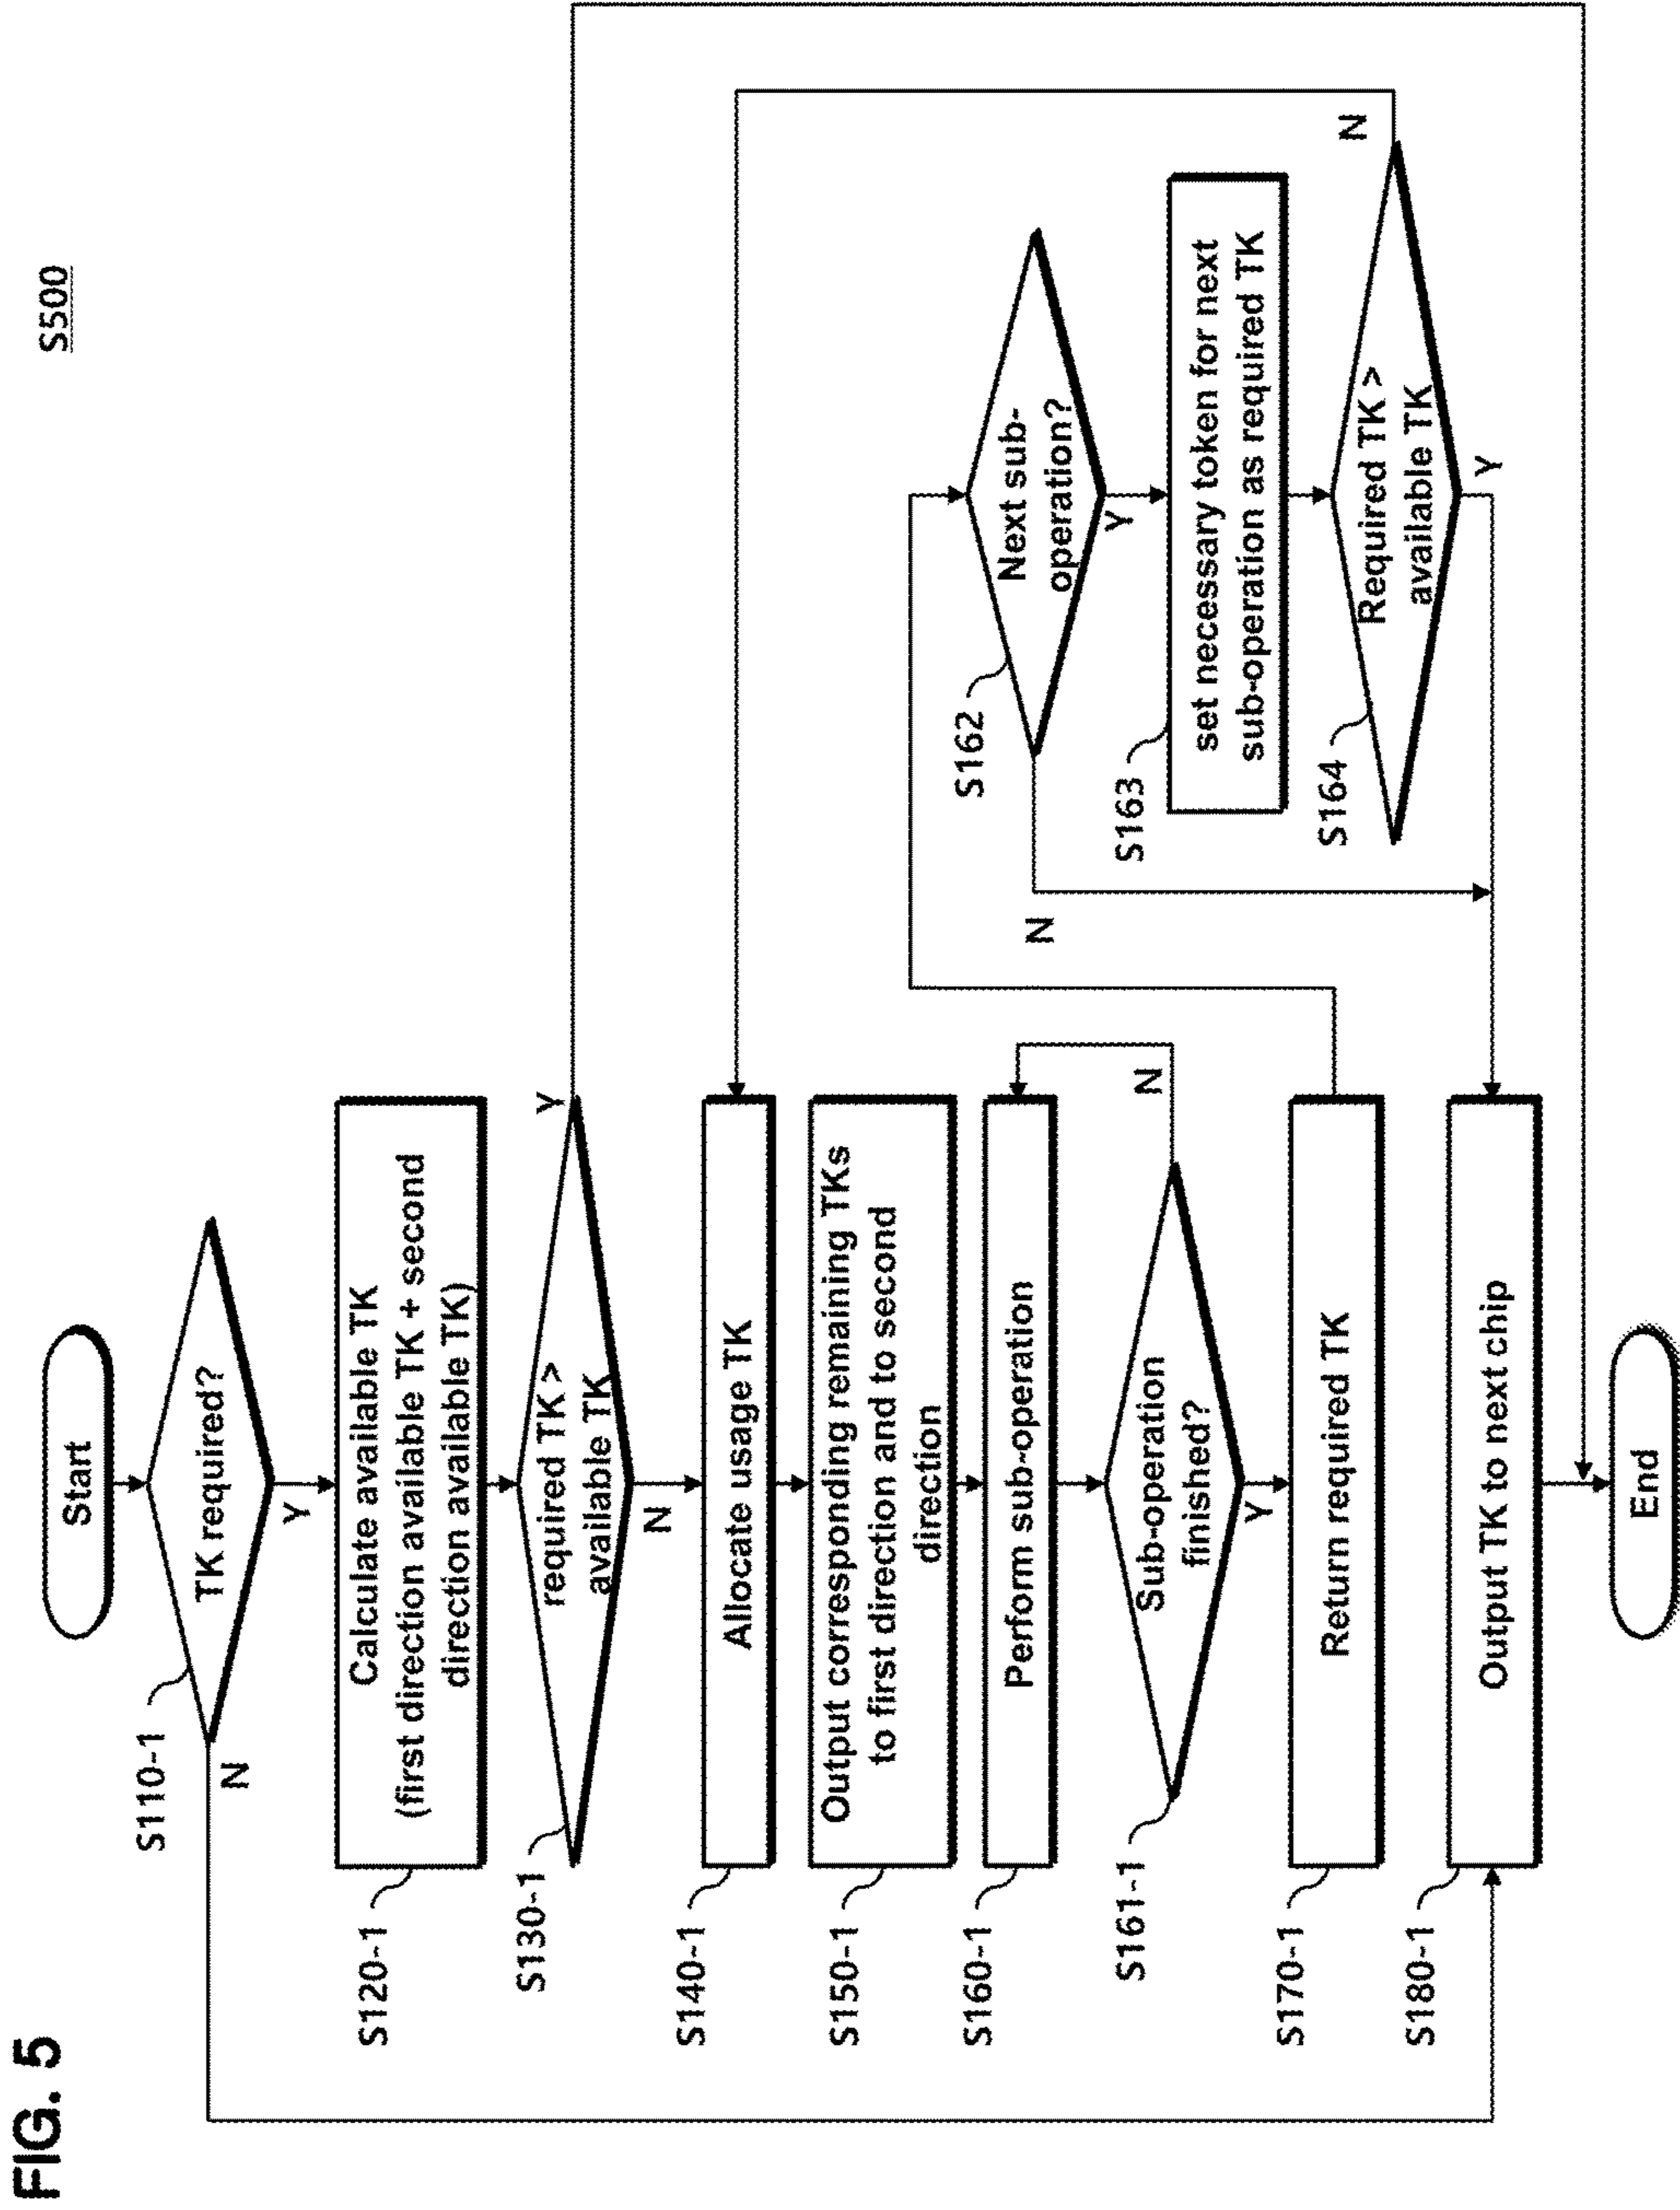 FIG. 5
S500
Start
S110-1
TK required?
N
Y
S120-1
Calculate available TK
(first direction available TK + second
direction available TK)
S130-1
required TK >
available TK
Y
N
S140-1
Allocate usage TK
S150-1
Output corresponding remaining TKs
to first direction and to second
direction
S160-1
Perform sub-operation
S161-1
Sub-operation
finished?
N
Y
S170-1
Return required TK
S180-1
Output TK to next chip
End
S162
Next sub-
operation?
N
Y
S163
set necessary token for next
sub-operation as required TK
S164
Required TK >
available TK
N
Y